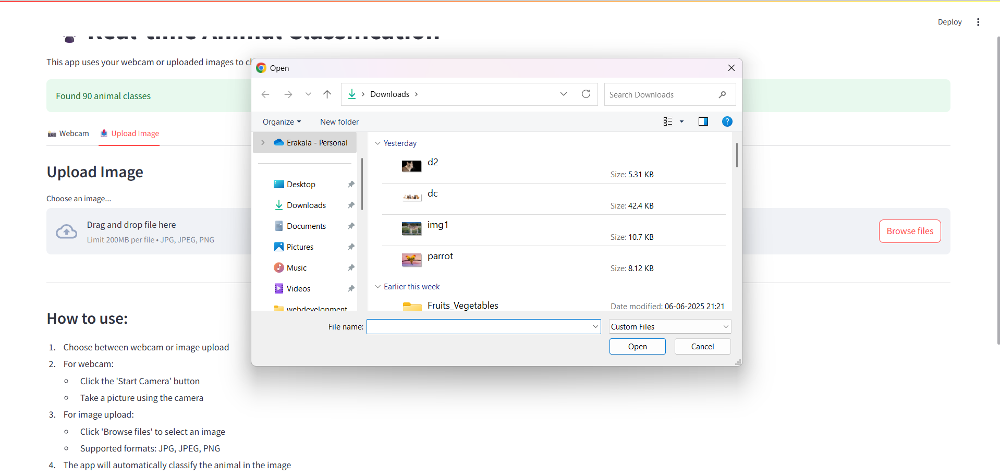 Deploy
Real-time Animal Classification
This app uses your webcam or uploaded images to
Found 90 animal classes
Webcam
Upload Image
Upload Image
Choose an image...
Drag and drop file here
Limit 200MB per file • JPG, JPEG, PNG
Browse files
How to use:
1. Choose between webcam or image upload
2. For webcam:
Click the 'Start Camera' button
Take a picture using the camera
3. For image upload:
Click 'Browse files' to select an image
Supported formats: JPG, JPEG, PNG
4. The app will automatically classify the animal in the image
Open
Downloads
Search Downloads
Organize
New folder
Erakala - Personal
Desktop
Downloads
Documents
Pictures
Music
Videos
webdevelopment
Yesterday
d2
Size: 5.31 KB
dc
Size: 42.4 KB
img1
Size: 10.7 KB
parrot
Size: 8.12 KB
Earlier this week
Fruits_Vegetables
Date modified: 06-06-2025 21:21
File name:
Custom Files
Open
Cancel